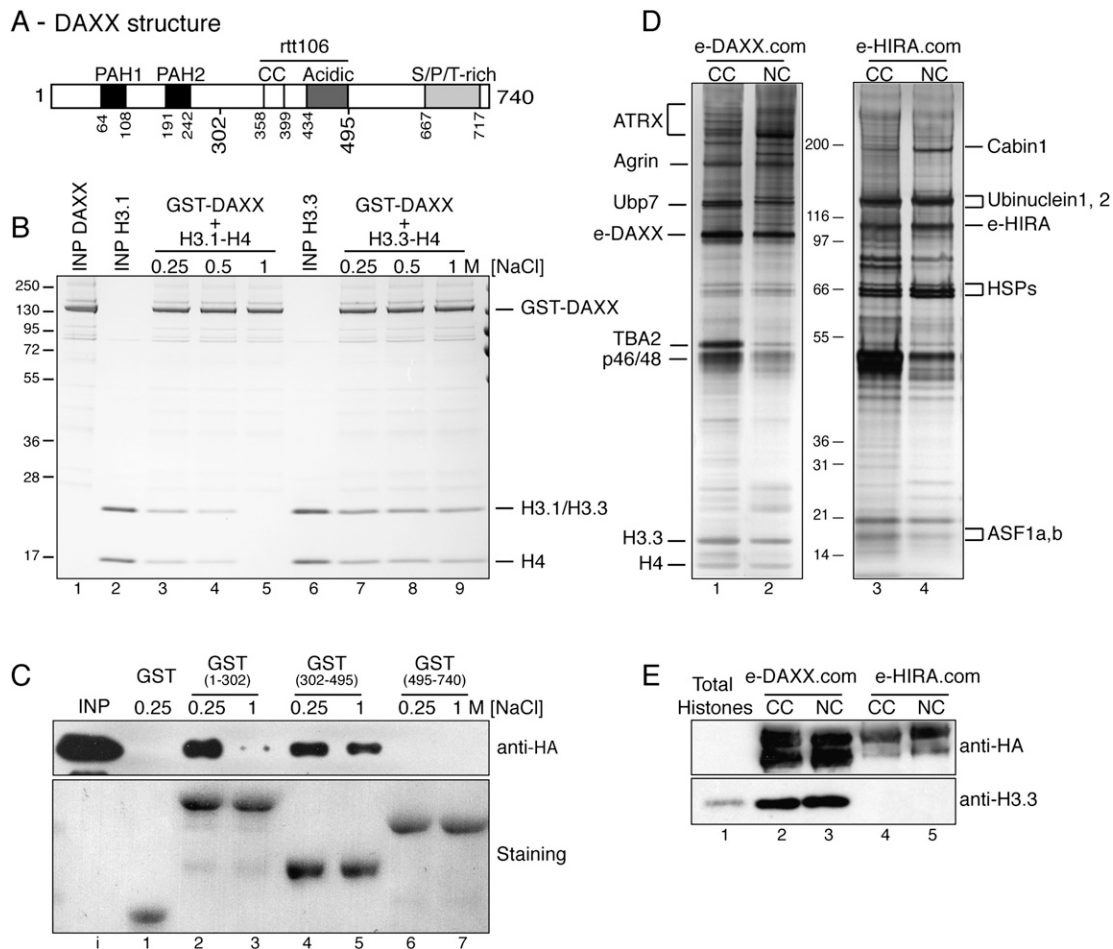 A - DAXX structure
rtt106
PAH1 PAH2 CC Acidic S/P/T-rich
1 740
64 108 191 242 302 358 399 434 495 667 717
B
INP DAXX
INP H3.1
GST-DAXX
+
H3.1-H4
INP H3.3
GST-DAXX
+
H3.3-H4
0.25 0.5 1 0.25 0.5 1 M [NaCl]
250
130
95
72
55
36
28
17
GST-DAXX
H3.1/H3.3
H4
1 2 3 4 5 6 7 8 9
C
GST GST GST GST
(1-302) (302-495) (495-740)
INP 0.25 0.25 1 0.25 1 0.25 1 M [NaCl]
anti-HA
Staining
i 1 2 3 4 5 6 7
D
e-DAXX.com e-HIRA.com
CC NC CC NC
ATRX
Agrin
Ubp7
e-DAXX
TBA2
p46/48
H3.3
H4
200
116
97
66
55
36
31
21
14
Cabin1
Ubinuclein1, 2
e-HIRA
HSPs
ASF1a,b
1 2 3 4
E
Total
Histones
e-DAXX.com e-HIRA.com
CC NC CC NC
anti-HA
anti-H3.3
1 2 3 4 5